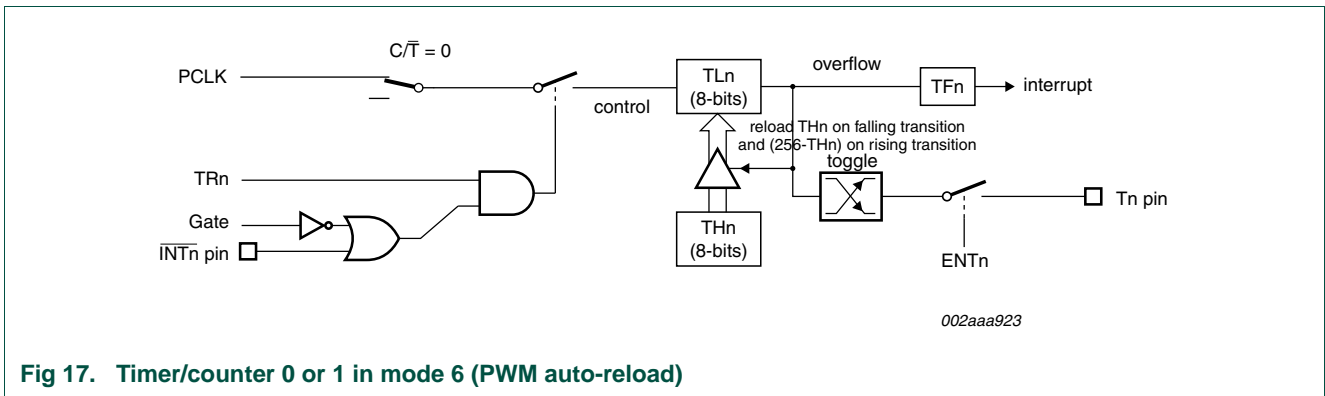 C/T̅ = 0
PCLK
control
TLn
(8-bits)
overflow
TFn
interrupt
reload THn on falling transition
and (256-THn) on rising transition
toggle
TRn
Gate
I̅N̅T̅n̅ pin
THn
(8-bits)
Tn pin
ENTn
002aaa923
Fig 17. Timer/counter 0 or 1 in mode 6 (PWM auto-reload)